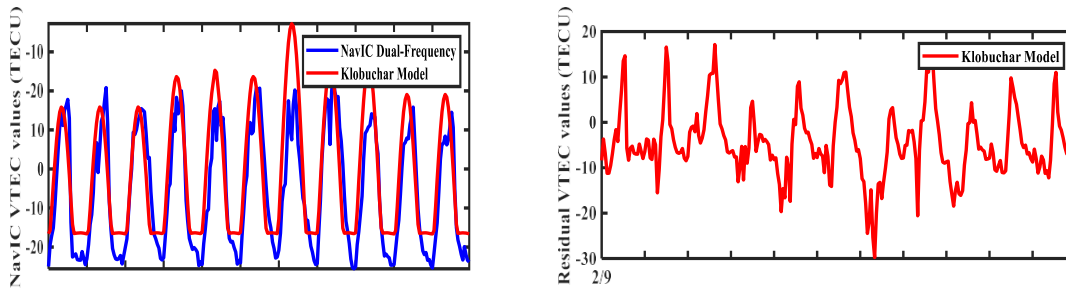 NavIC VTEC values (TECU)
-10
-20
10
0
-10
-20
NavIC Dual-Frequency
Klobuchar Model
Residual VTEC values (TECU)
20
10
0
-10
-20
-30
2/9
Klobuchar Model